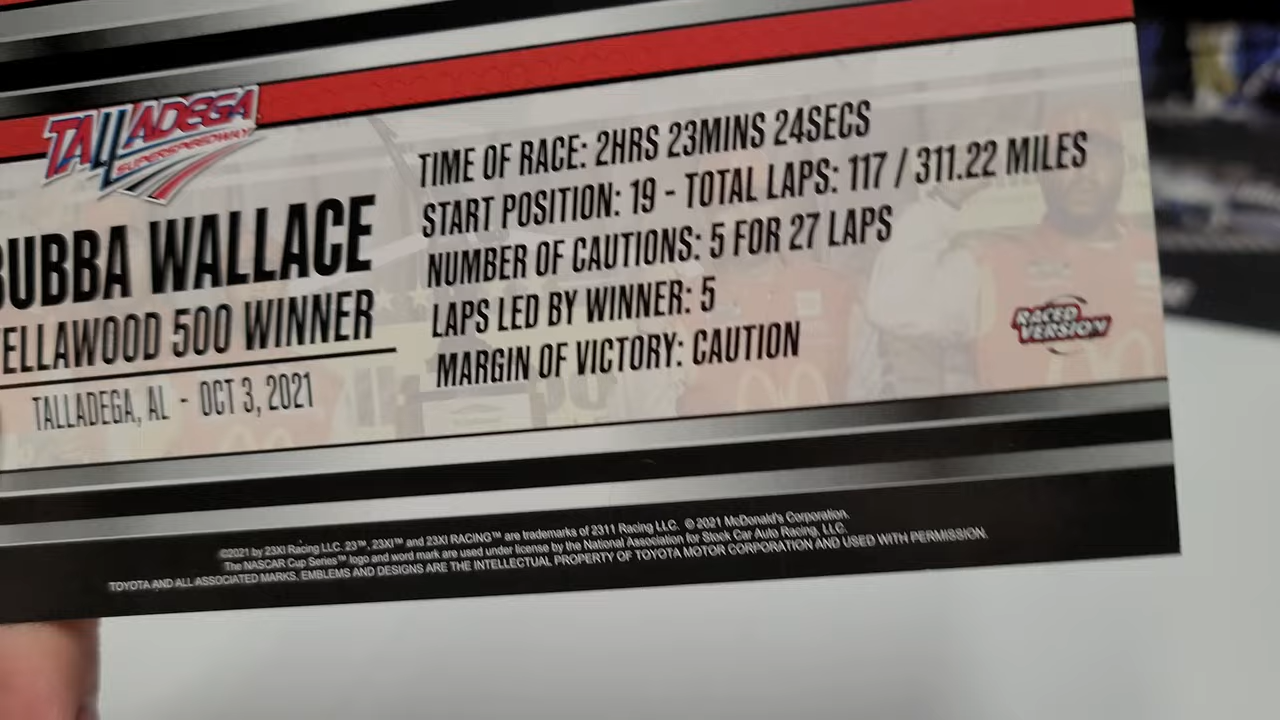 TALLADEGA
SUPERSPEEDWAY
BUBBA WALLACE
YELLAWOOD 500 WINNER
TALLADEGA, AL - OCT 3, 2021
TIME OF RACE: 2HRS 23MINS 24SECS
START POSITION: 19 - TOTAL LAPS: 117 / 311.22 MILES
NUMBER OF CAUTIONS: 5 FOR 27 LAPS
LAPS LED BY WINNER: 5
MARGIN OF VICTORY: CAUTION
RACED
VERSION
©2021 by 23XI Racing LLC. 23™, 23XI™ and 23XI RACING™ are trademarks of 2311 Racing LLC. © 2021 McDonald's Corporation.
The NASCAR Cup Series™ logo and word mark are used under license by the National Association for Stock Car Auto Racing, LLC.
TOYOTA AND ALL ASSOCIATED MARKS, EMBLEMS AND DESIGNS ARE THE INTELLECTUAL PROPERTY OF TOYOTA MOTOR CORPORATION AND USED WITH PERMISSION.